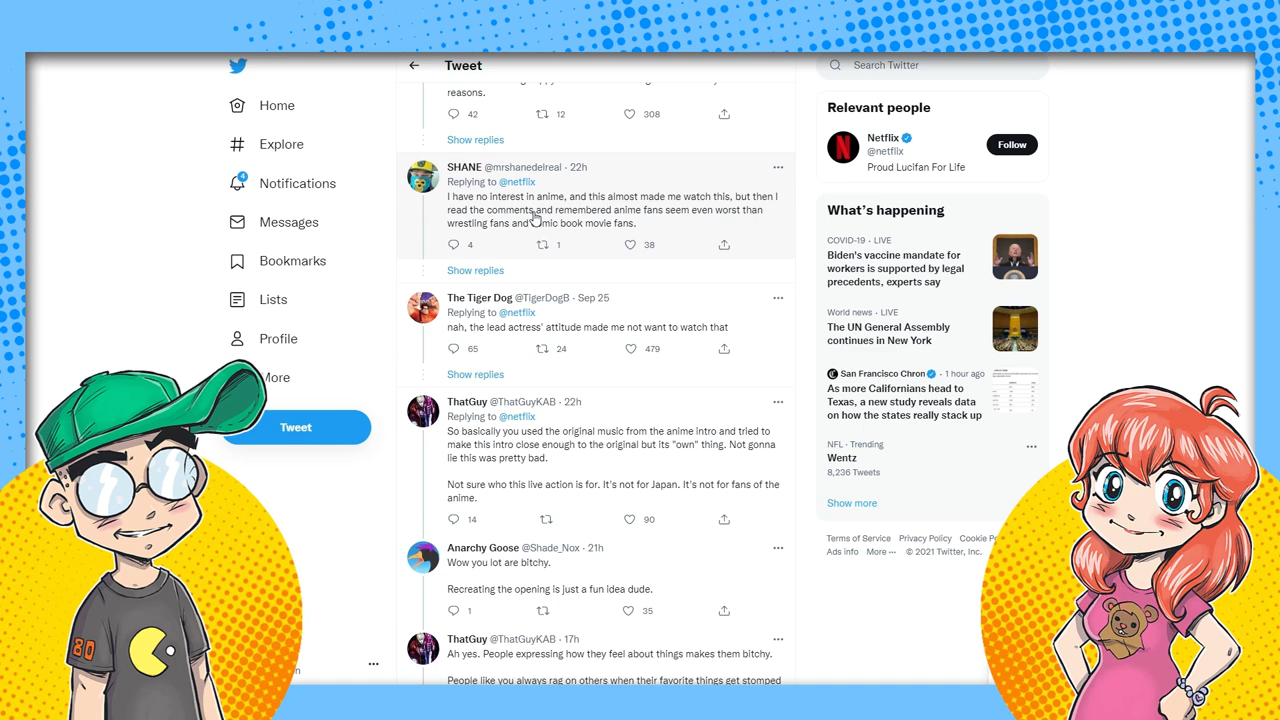 Tweet
Search Twitter
Home
Explore
4
Notifications
Messages
Bookmarks
Lists
Profile
More
Tweet
reasons.
42 12 308
Show replies
SHANE @mrshanedelreal · 22h
Replying to @netflix
I have no interest in anime, and this almost made me watch this, but then I
read the comments and remembered anime fans seem even worst than
wrestling fans and comic book movie fans.
4 1 38
Show replies
The Tiger Dog @TigerDogB · Sep 25
Replying to @netflix
nah, the lead actress' attitude made me not want to watch that
65 24 479
Show replies
ThatGuy @ThatGuyKAB · 22h
Replying to @netflix
So basically you used the original music from the anime intro and tried to
make this intro close enough to the original but its "own" thing. Not gonna
lie this was pretty bad.
Not sure who this live action is for. It's not for Japan. It's not for fans of the
anime.
14 90
Anarchy Goose @Shade_Nox · 21h
Wow you lot are bitchy.
Recreating the opening is just a fun idea dude.
1 35
ThatGuy @ThatGuyKAB · 17h
Ah yes. People expressing how they feel about things makes them bitchy.
People like you always rag on others when their favorite things get stomped
Relevant people
N
Netflix
@netflix
Follow
Proud Lucifan For Life
What's happening
COVID-19 · LIVE
Biden's vaccine mandate for
workers is supported by legal
precedents, experts say
World news · LIVE
The UN General Assembly
continues in New York
San Francisco Chron · 1 hour ago
As more Californians head to
Texas, a new study reveals data
on how the states really stack up
NFL · Trending
Wentz
8,236 Tweets
Show more
Terms of Service Privacy Policy Cookie P
Ads info More ··· © 2021 Twitter, Inc.
80